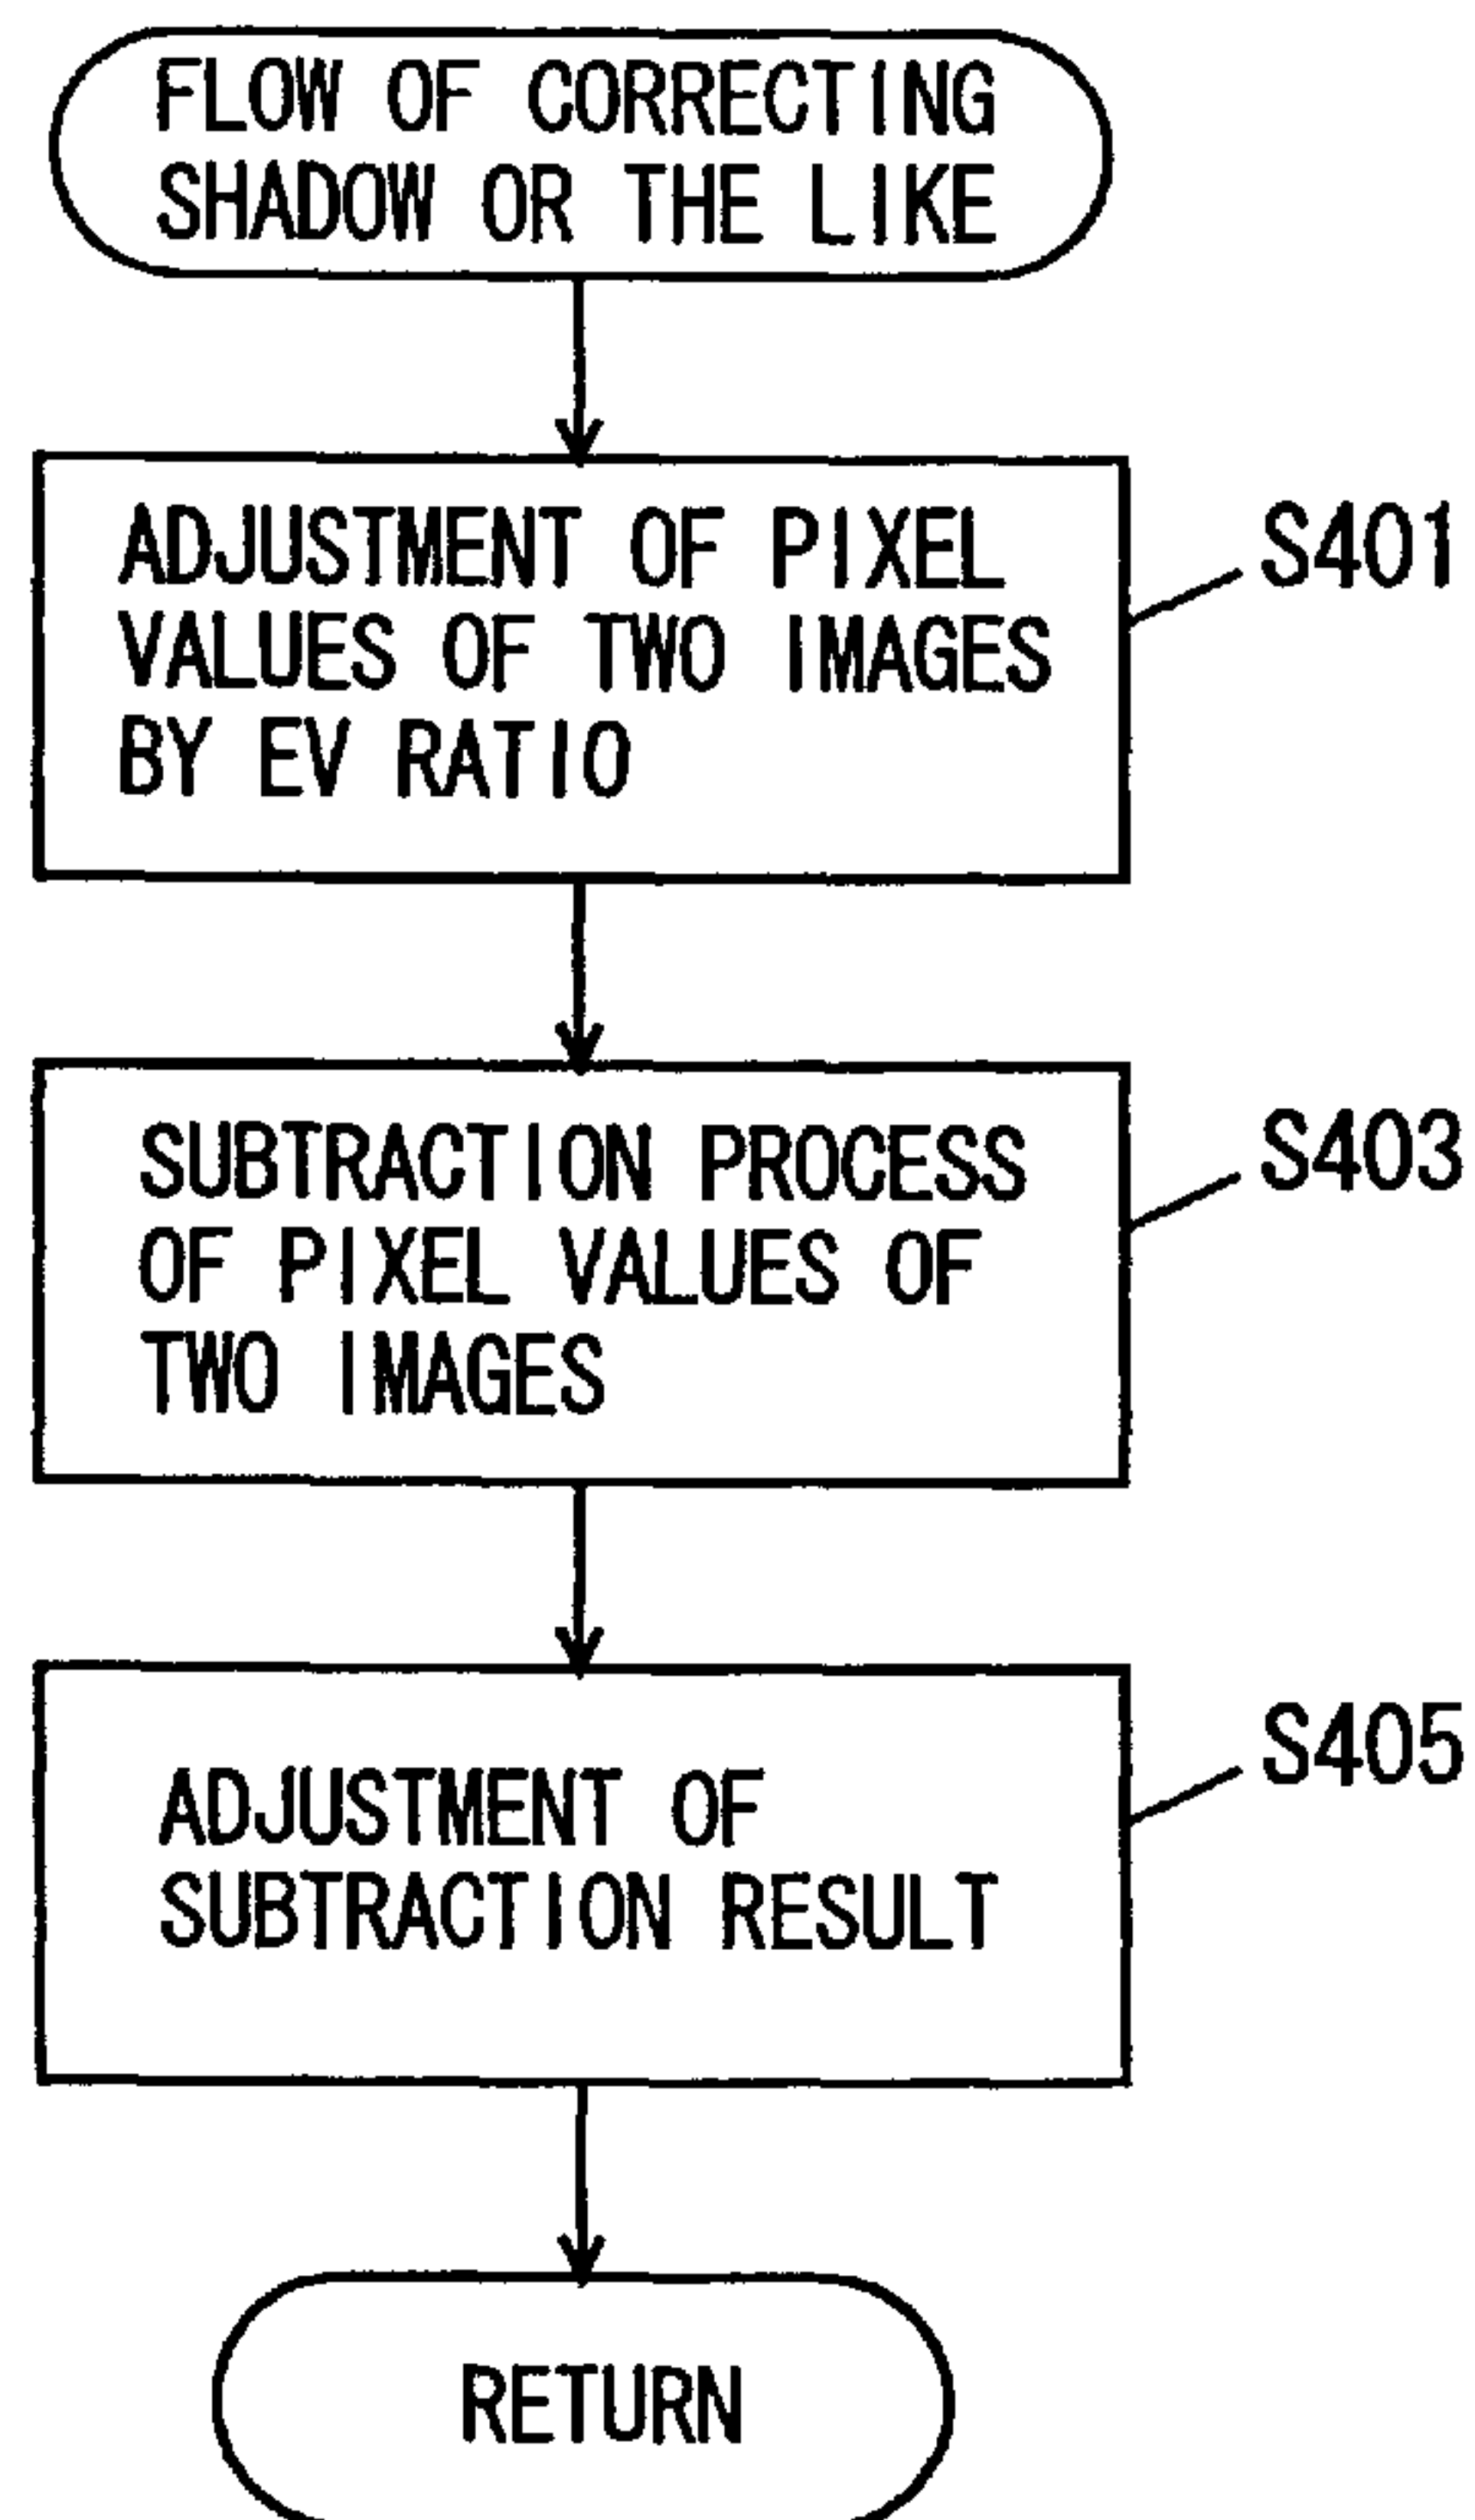 FLOW OF CORRECTING
SHADOW OR THE LIKE
ADJUSTMENT OF PIXEL
VALUES OF TWO IMAGES
BY EV RATIO
S401
SUBTRACTION PROCESS
OF PIXEL VALUES OF
TWO IMAGES
S403
ADJUSTMENT OF
SUBTRACTION RESULT
S405
RETURN